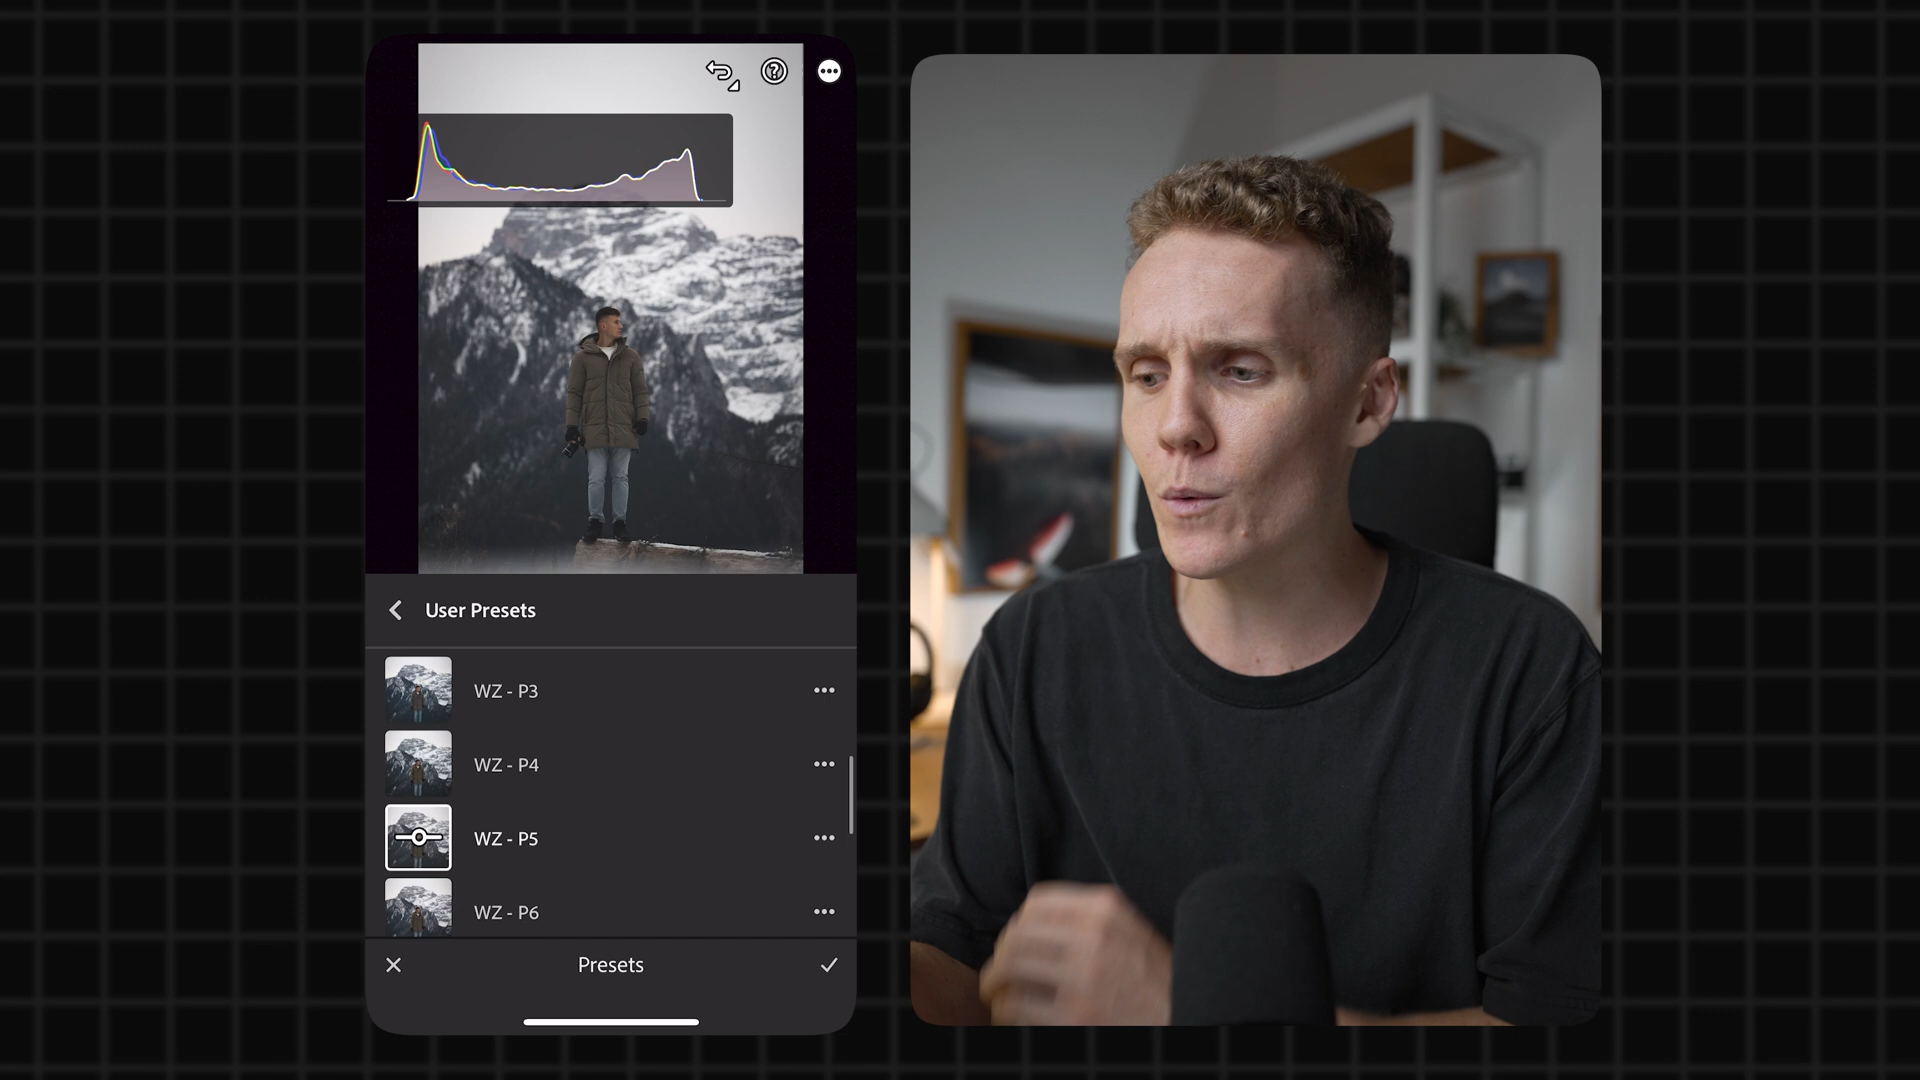 User Presets
WZ - P3
WZ - P4
WZ - P5
WZ - P6
Presets